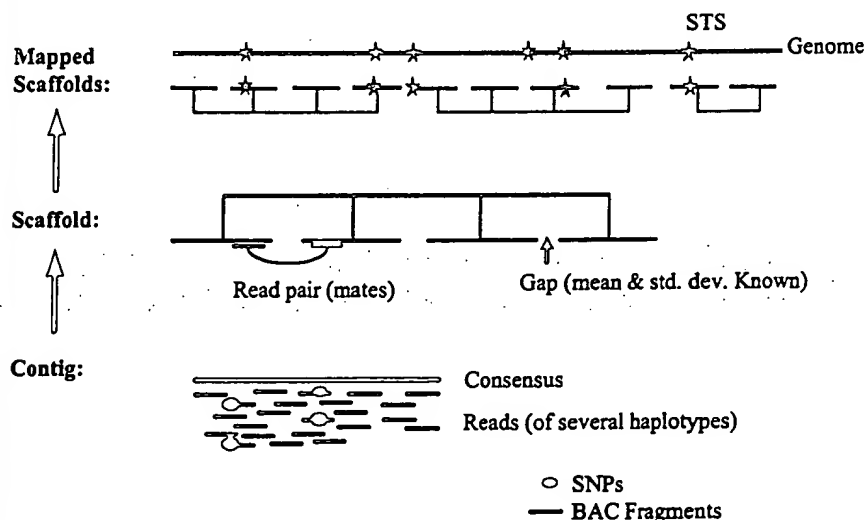 STS
Genome
Mapped
Scaffolds:
Scaffold:
Read pair (mates)
Gap (mean & std. dev. Known)
Contig:
Consensus
Reads (of several haplotypes)
SNPs
BAC Fragments